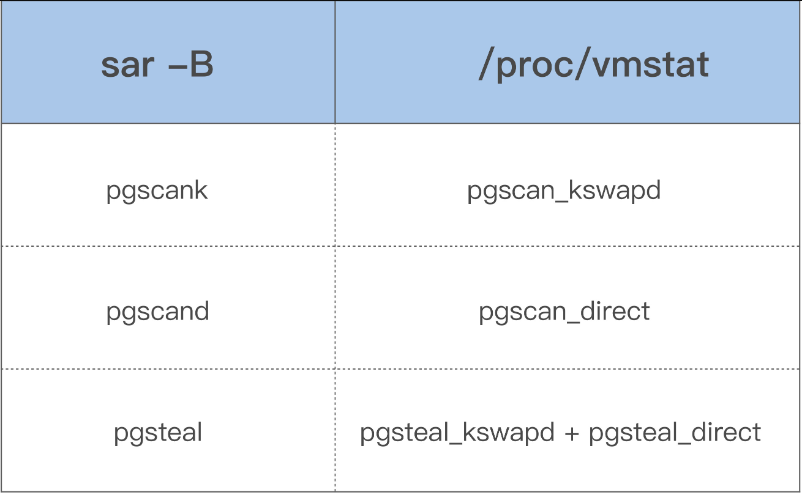 sar -B /proc/vmstat
pgscank pgscan_kswapd
pgscand pgscan_direct
pgsteal pgsteal_kswapd + pgsteal_direct